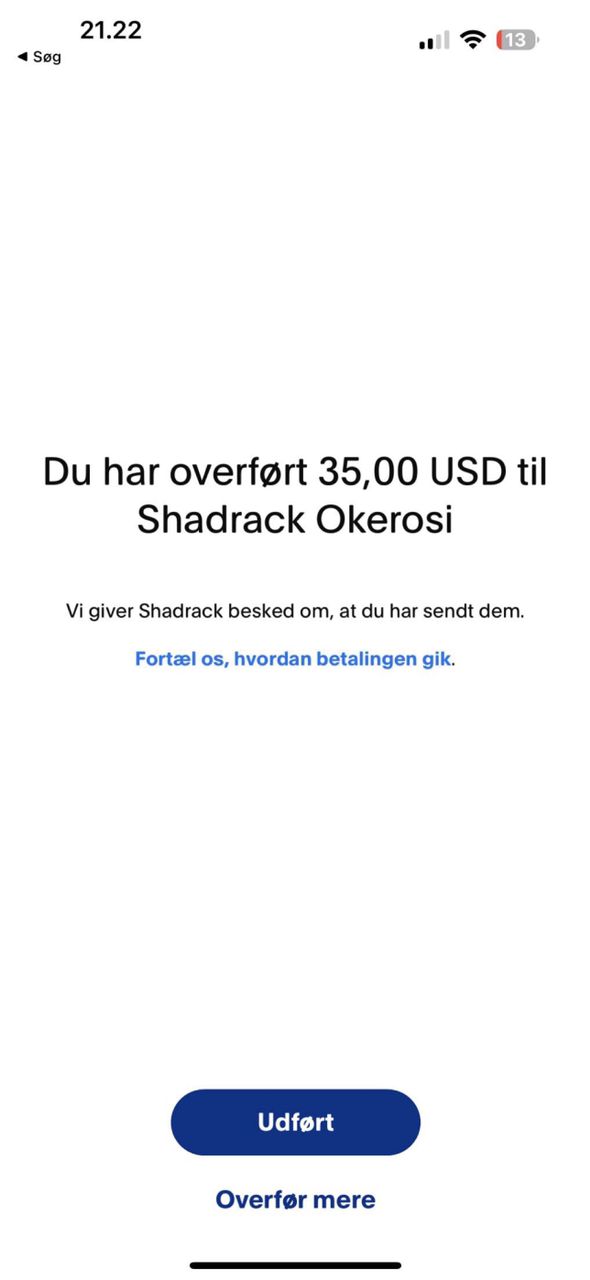 21.22
13
◀ Søg
Du har overført 35,00 USD til
Shadrack Okerosi
Vi giver Shadrack besked om, at du har sendt dem.
Fortæl os, hvordan betalingen gik.
Udført
Overfør mere